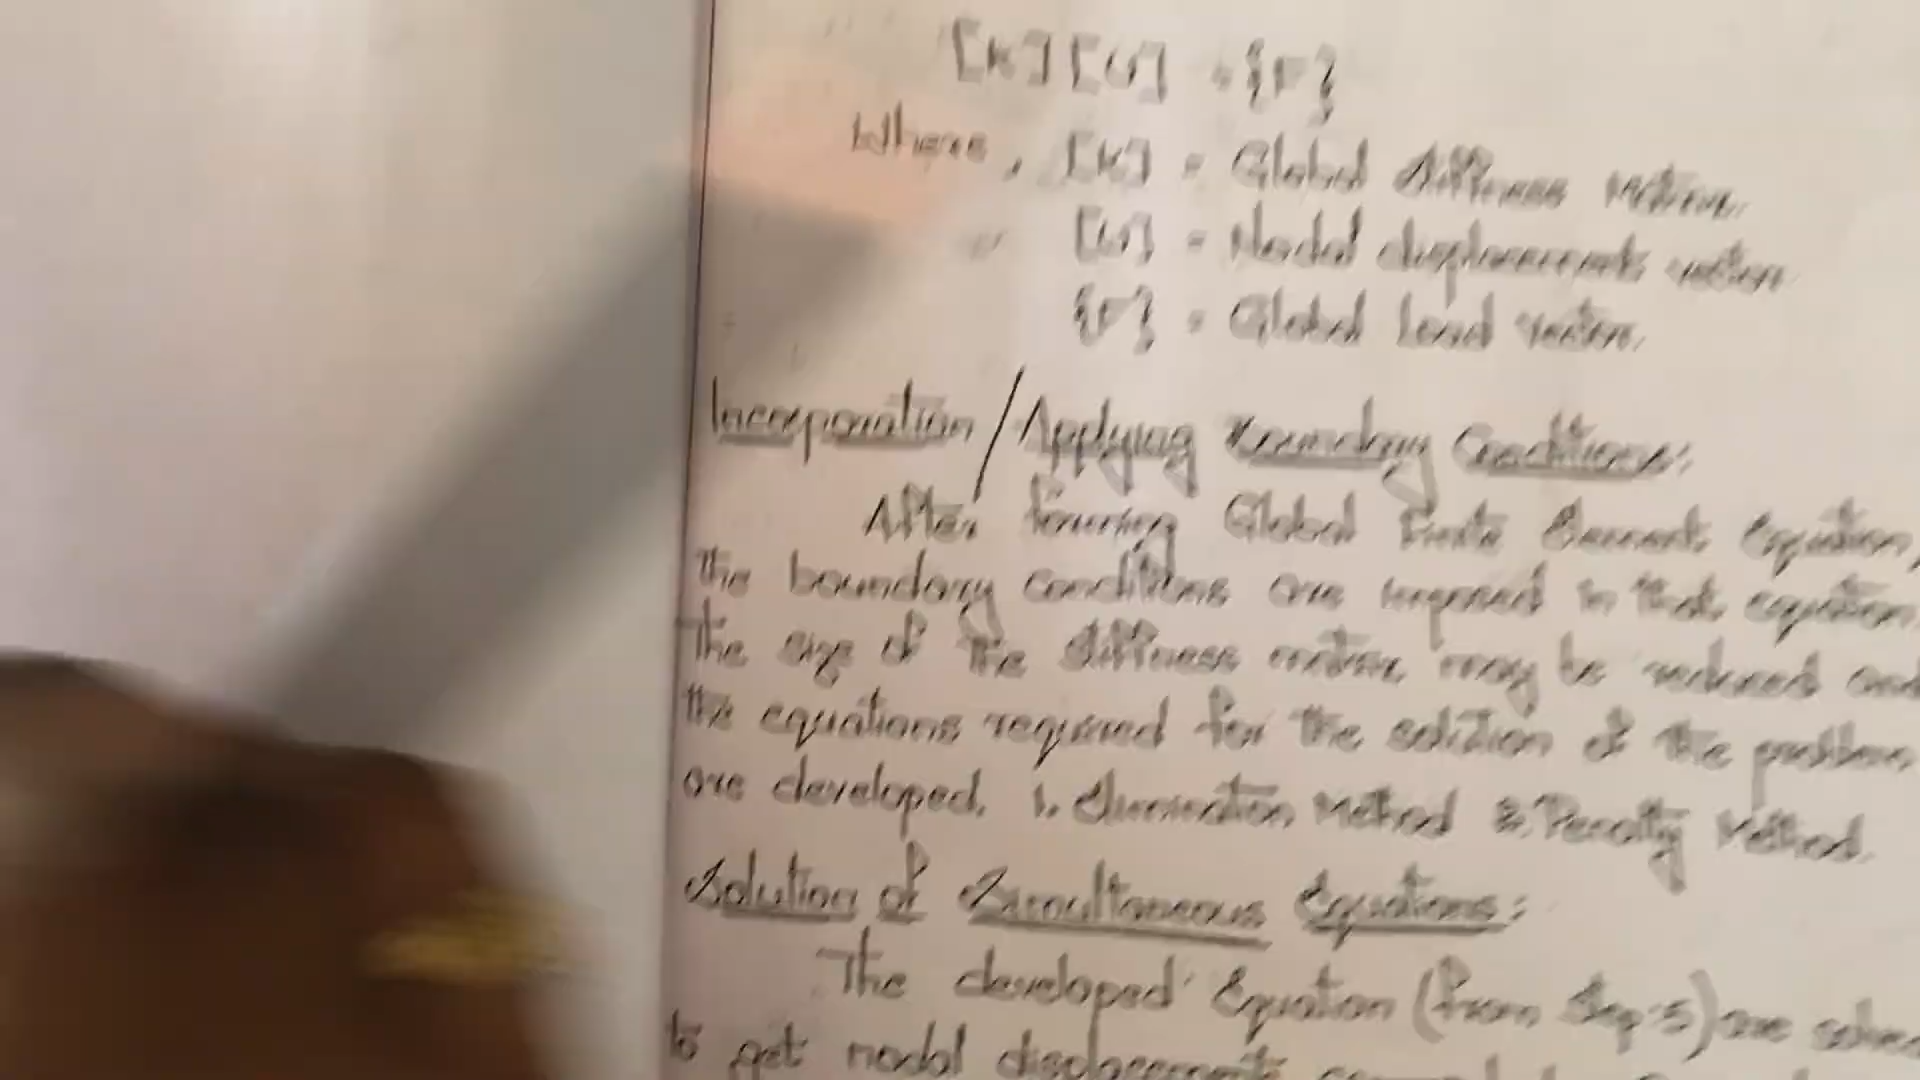 [K] [U] = {F}
Where, [K] = Global stiffness matrix.
[U] = Nodal displacements vector
{F} = Global load vector.
Incorporation / Applying Boundary Conditions:
After forming Global Finite Element Equation,
the boundary conditions are imposed in that equation.
The size of the stiffness matrix may be reduced and
the equations required for the solution of the problem
are developed. 1. Elimination Method 2. Penalty Method.
Solution of Simultaneous Equations:
The developed Equation (from Step-5) are solved
to get nodal displacements